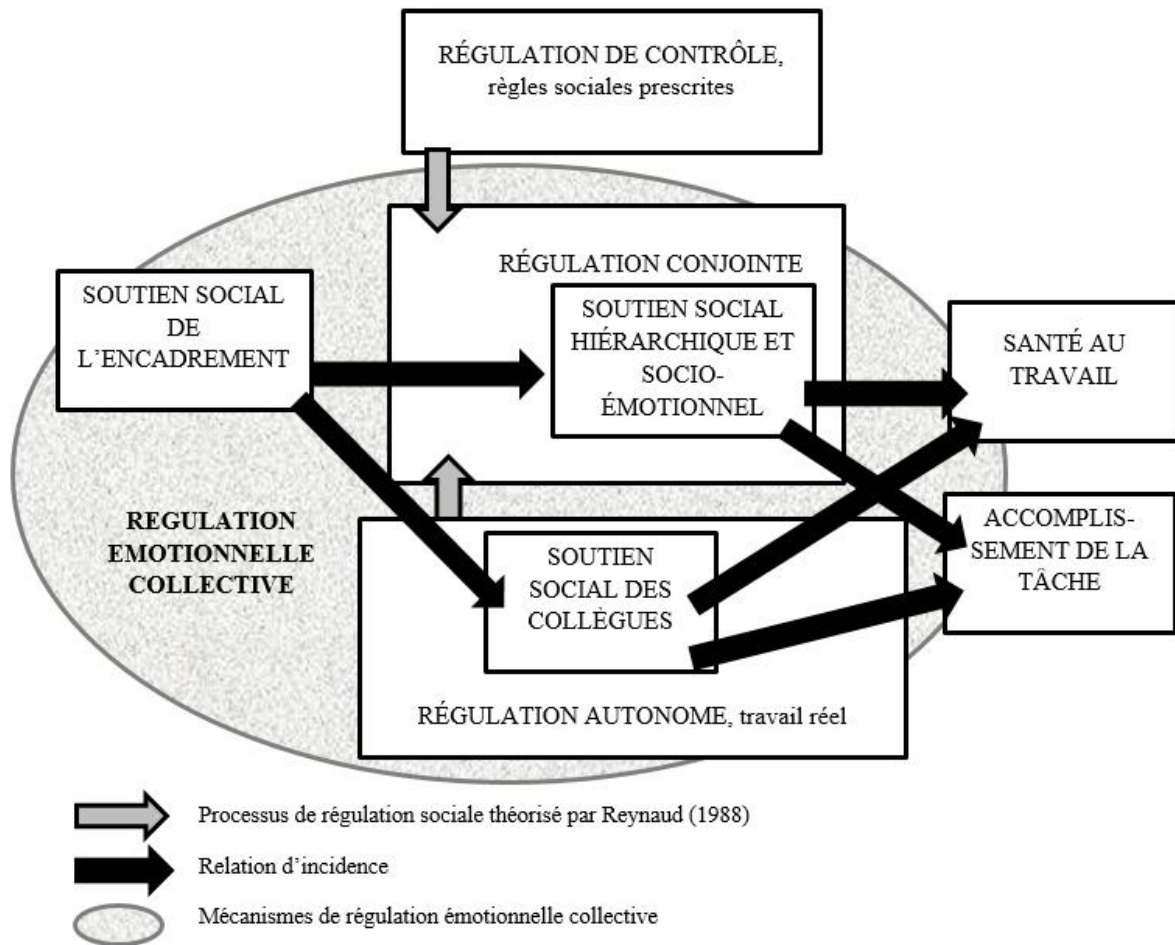 RÉGULATION DE CONTRÔLE,
règles sociales prescrites
RÉGULATION CONJOINTE
SOUTIEN SOCIAL
DE
L’ENCADREMENT
SOUTIEN SOCIAL
HIÉRARCHIQUE ET
SOCIO-
ÉMOTIONNEL
SANTÉ AU
TRAVAIL
REGULATION
EMOTIONNELLE
COLLECTIVE
SOUTIEN
SOCIAL DES
COLLÈGUES
ACCOMPLIS-
SEMENT DE LA
TÂCHE
RÉGULATION AUTONOME, travail réel
Processus de régulation sociale théorisé par Reynaud (1988)
Relation d’incidence
Mécanismes de régulation émotionnelle collective